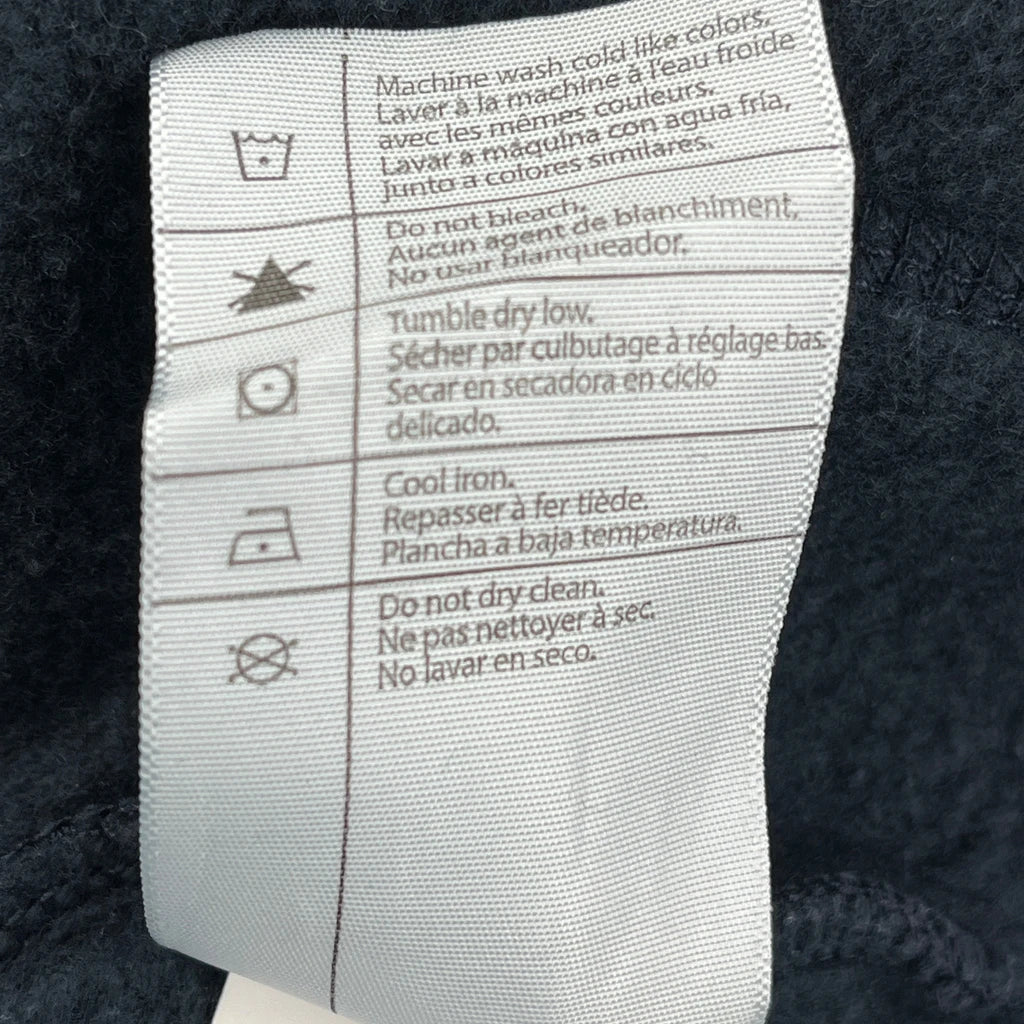 Machine wash cold like colors.
Laver à la machine à l'eau froide
avec les mêmes couleurs.
Lavar a máquina con agua fría,
junto a colores similares.
Do not bleach.
Aucun agent de blanchiment.
No usar blanqueador.
Tumble dry low.
Sécher par culbutage à réglage bas.
Secar en secadora en ciclo
delicado.
Cool iron.
Repasser à fer tiède.
Plancha a baja temperatura.
Do not dry clean.
Ne pas nettoyer à sec.
No lavar en seco.